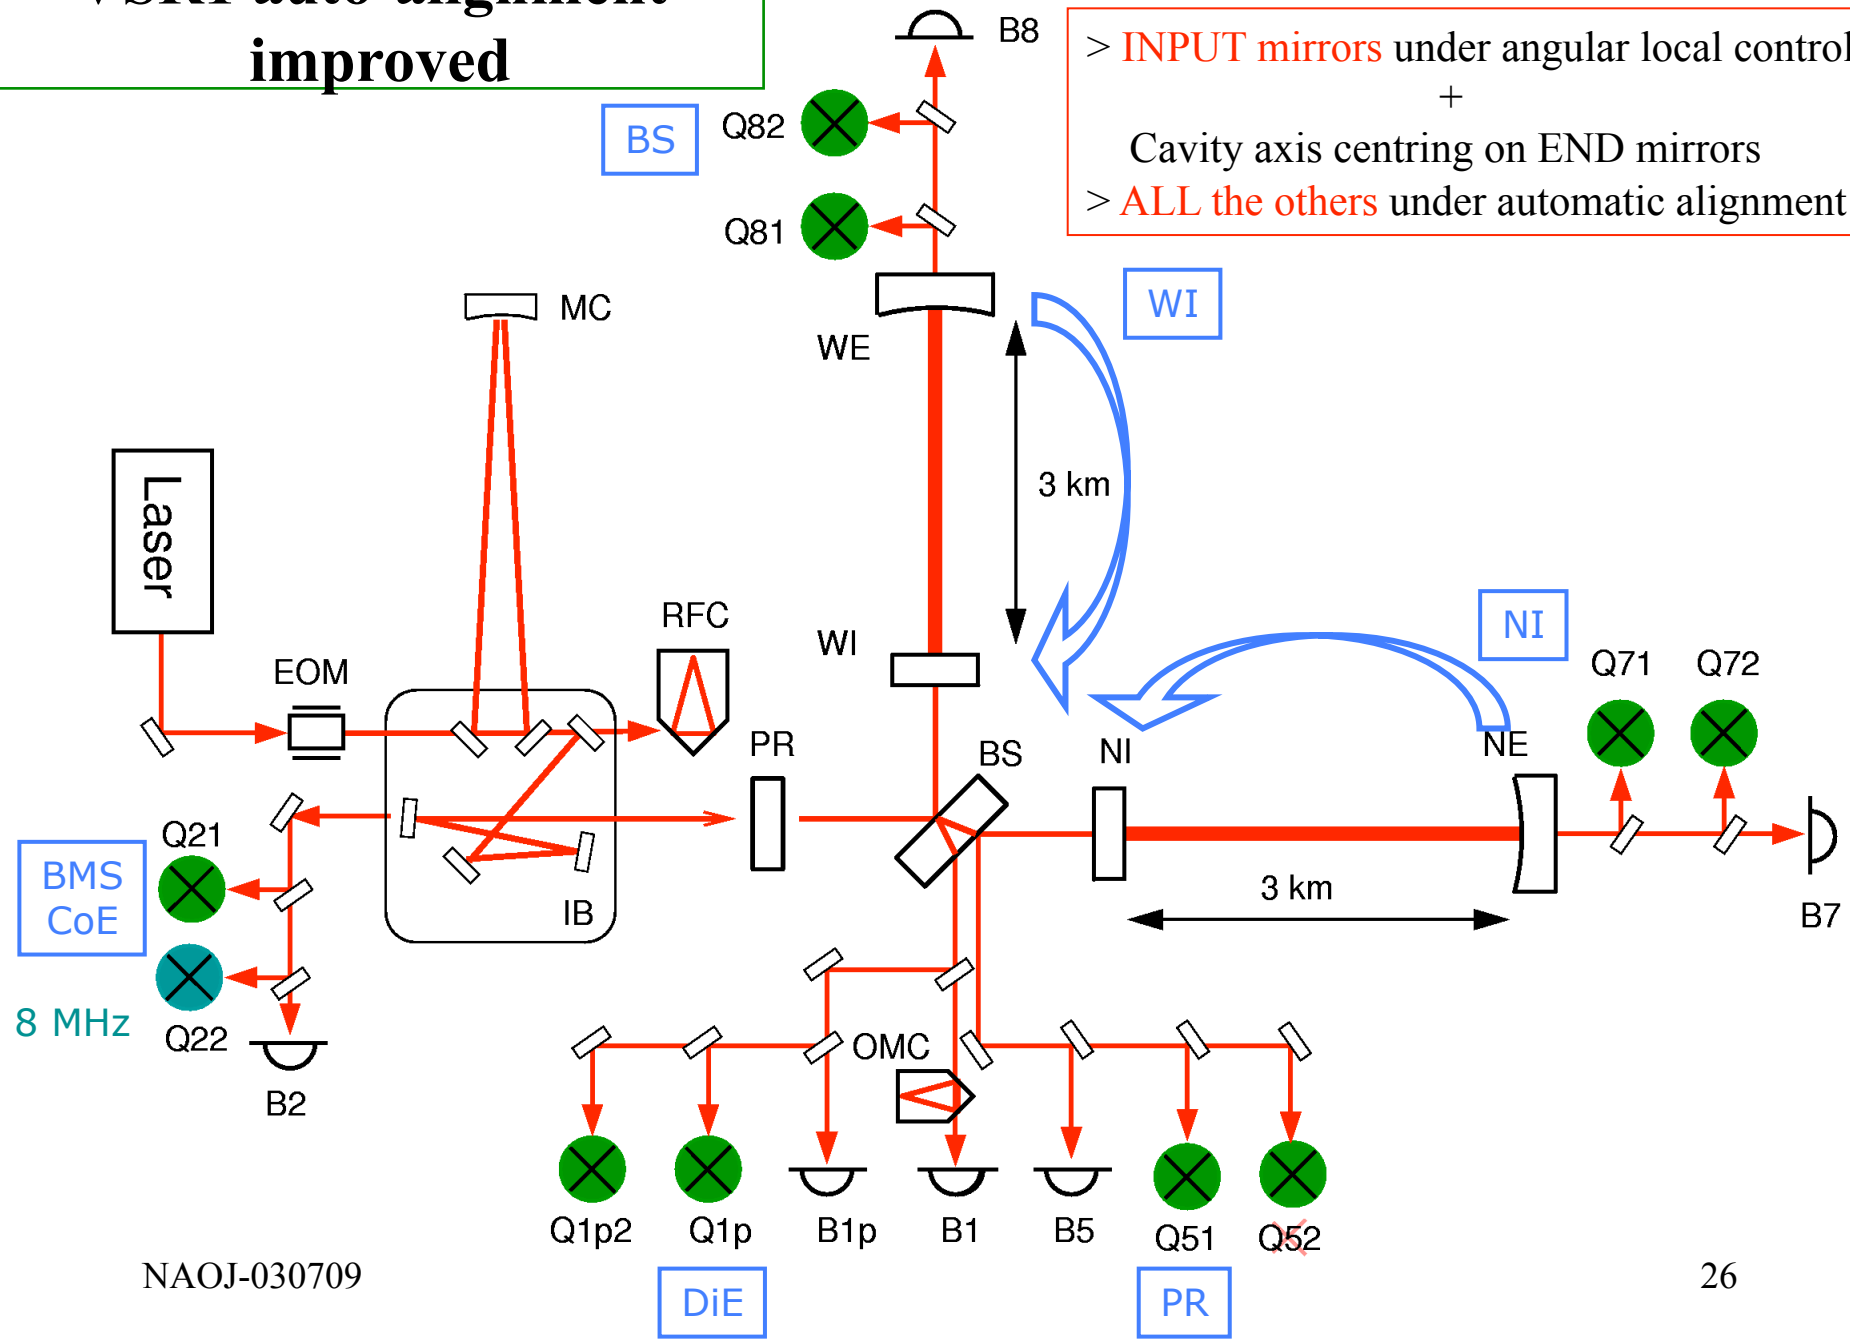 VSR1 auto-alignment
improved
> INPUT mirrors under angular local control
+
Cavity axis centring on END mirrors
> ALL the others under automatic alignment
B8
Q82
BS
Q81
WI
MC
WE
3 km
Laser
RFC
WI
NI
EOM
Q71
Q72
PR
BS
NI
NE
Q21
BMS
CoE
IB
3 km
B7
8 MHz
Q22
OMC
B2
Q1p2
Q1p
B1p
B1
B5
Q51
Q52
NAOJ-030709
DiE
PR
26